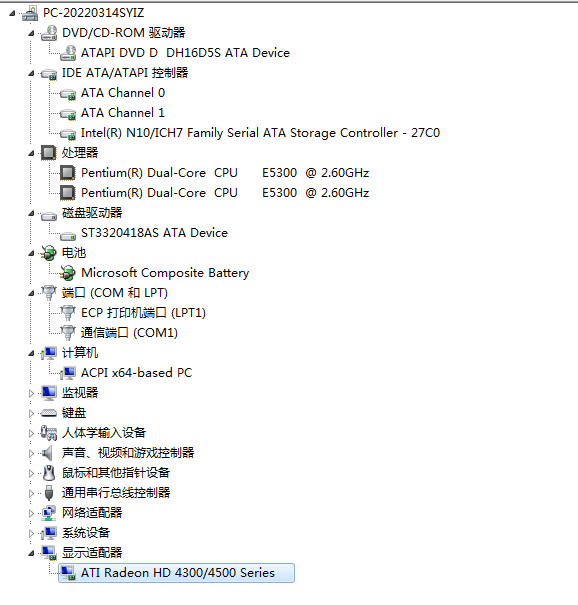 PC-20220314SYIZ
DVD/CD-ROM 驱动器
ATAPI DVD D  DH16D5S ATA Device
IDE ATA/ATAPI 控制器
ATA Channel 0
ATA Channel 1
Intel(R) N10/ICH7 Family Serial ATA Storage Controller - 27C0
处理器
Pentium(R) Dual-Core  CPU      E5300  @ 2.60GHz
Pentium(R) Dual-Core  CPU      E5300  @ 2.60GHz
磁盘驱动器
ST3320418AS ATA Device
电池
Microsoft Composite Battery
端口 (COM 和 LPT)
ECP 打印机端口 (LPT1)
通信端口 (COM1)
计算机
ACPI x64-based PC
监视器
键盘
人体学输入设备
声音、视频和游戏控制器
鼠标和其他指针设备
通用串行总线控制器
网络适配器
系统设备
显示适配器
ATI Radeon HD 4300/4500 Series